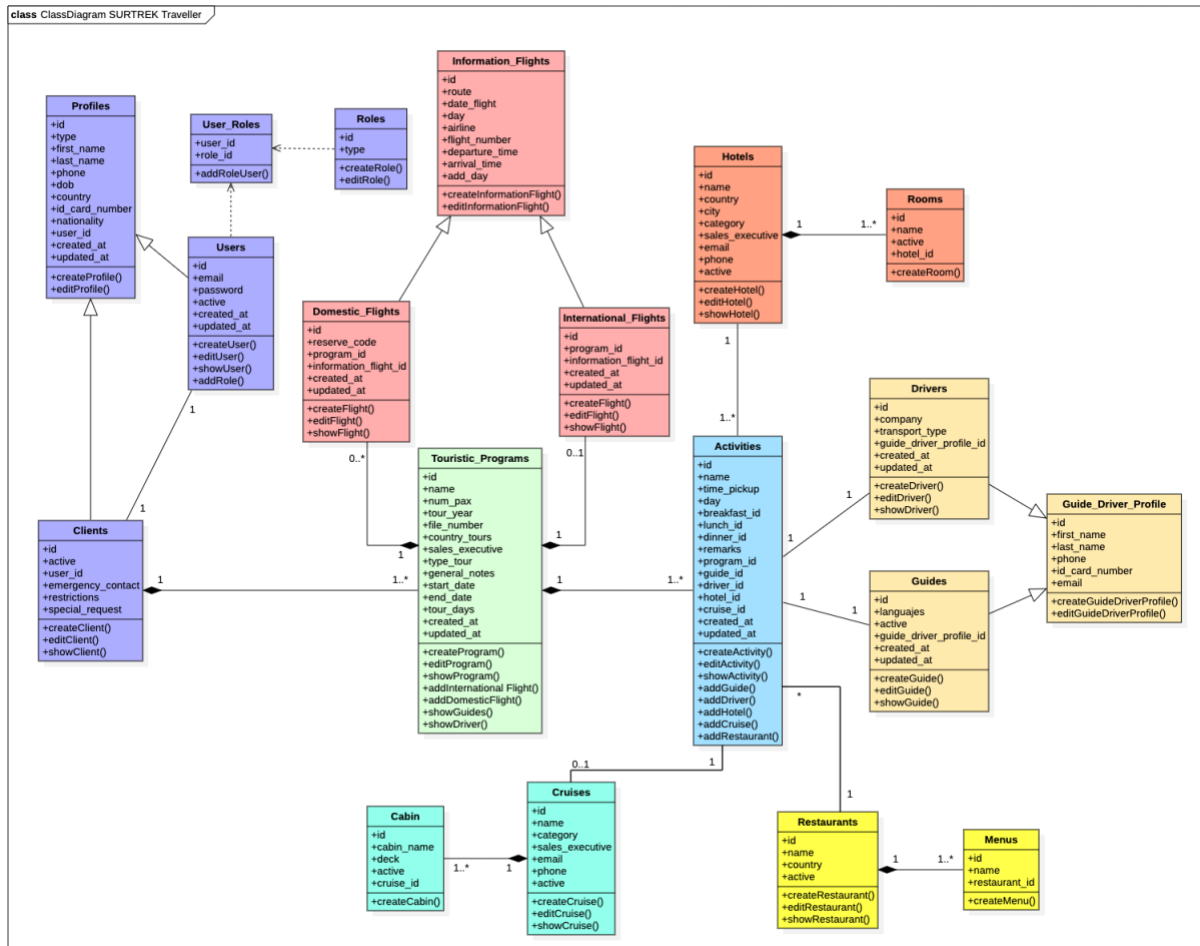 class ClassDiagram SURTREK Traveller
Information_Flights
+id
+route
+date_flight
+day
+airline
+flight_number
+departure_time
+arrival_time
+add_day
+createInformationFlight()
+editInformationFlight()
Profiles
+id
+type
+first_name
+last_name
+phone
+dob
+country
+id_card_number
+nationality
+user_id
+created_at
+updated_at
+createProfile()
+editProfile()
User_Roles
+user_id
+role_id
+addRoleUser()
Roles
+id
+type
+createRole()
+editRole()
Users
+id
+email
+password
+active
+created_at
+updated_at
+createUser()
+editUser()
+showUser()
+addRole()
1
1
Hotels
+id
+name
+country
+city
+category
+sales_executive
+email
+phone
+active
+createHotel()
+editHotel()
+showHotel()
1
1..*
Rooms
+id
+name
+active
+hotel_id
+createRoom()
1
1..*
Domestic_Flights
+id
+reserve_code
+program_id
+information_flight_id
+created_at
+updated_at
+createFlight()
+editFlight()
+showFlight()
0..*
1
International_Flights
+id
+program_id
+information_flight_id
+created_at
+updated_at
+createFlight()
+editFlight()
+showFlight()
0..1
1
Drivers
+id
+company
+transport_type
+guide_driver_profile_id
+created_at
+updated_at
+createDriver()
+editDriver()
+showDriver()
1
1
Touristic_Programs
+id
+name
+num_pax
+tour_year
+file_number
+country_tours
+sales_executive
+type_tour
+general_notes
+start_date
+end_date
+tour_days
+created_at
+updated_at
+createProgram()
+editProgram()
+showProgram()
+addInternational Flight()
+addDomesticFlight()
+showGuides()
+showDriver()
1
1..*
Activities
+id
+name
+time_pickup
+day
+breakfast_id
+lunch_id
+dinner_id
+remarks
+program_id
+guide_id
+driver_id
+hotel_id
+cruise_id
+created_at
+updated_at
+createActivity()
+editActivity()
+showActivity()
+addGuide()
+addDriver()
+addHotel()
+addCruise()
+addRestaurant()
Guide_Driver_Profile
+id
+first_name
+last_name
+phone
+id_card_number
+email
+createGuideDriverProfile()
+editGuideDriverProfile()
Clients
+id
+active
+user_id
+emergency_contact
+restrictions
+special_request
+createClient()
+editClient()
+showClient()
1
1..*
Guides
+id
+languajes
+active
+guide_driver_profile_id
+created_at
+updated_at
+createGuide()
+editGuide()
+showGuide()
1
1
*
1
0..1
1
Cruises
+id
+name
+category
+sales_executive
+email
+phone
+active
+createCruise()
+editCruise()
+showCruise()
Cabin
+id
+cabin_name
+deck
+active
+cruise_id
+createCabin()
1..*
1
Restaurants
+id
+name
+country
+active
+createRestaurant()
+editRestaurant()
+showRestaurant()
1
1..*
Menus
+id
+name
+restaurant_id
+createMenu()